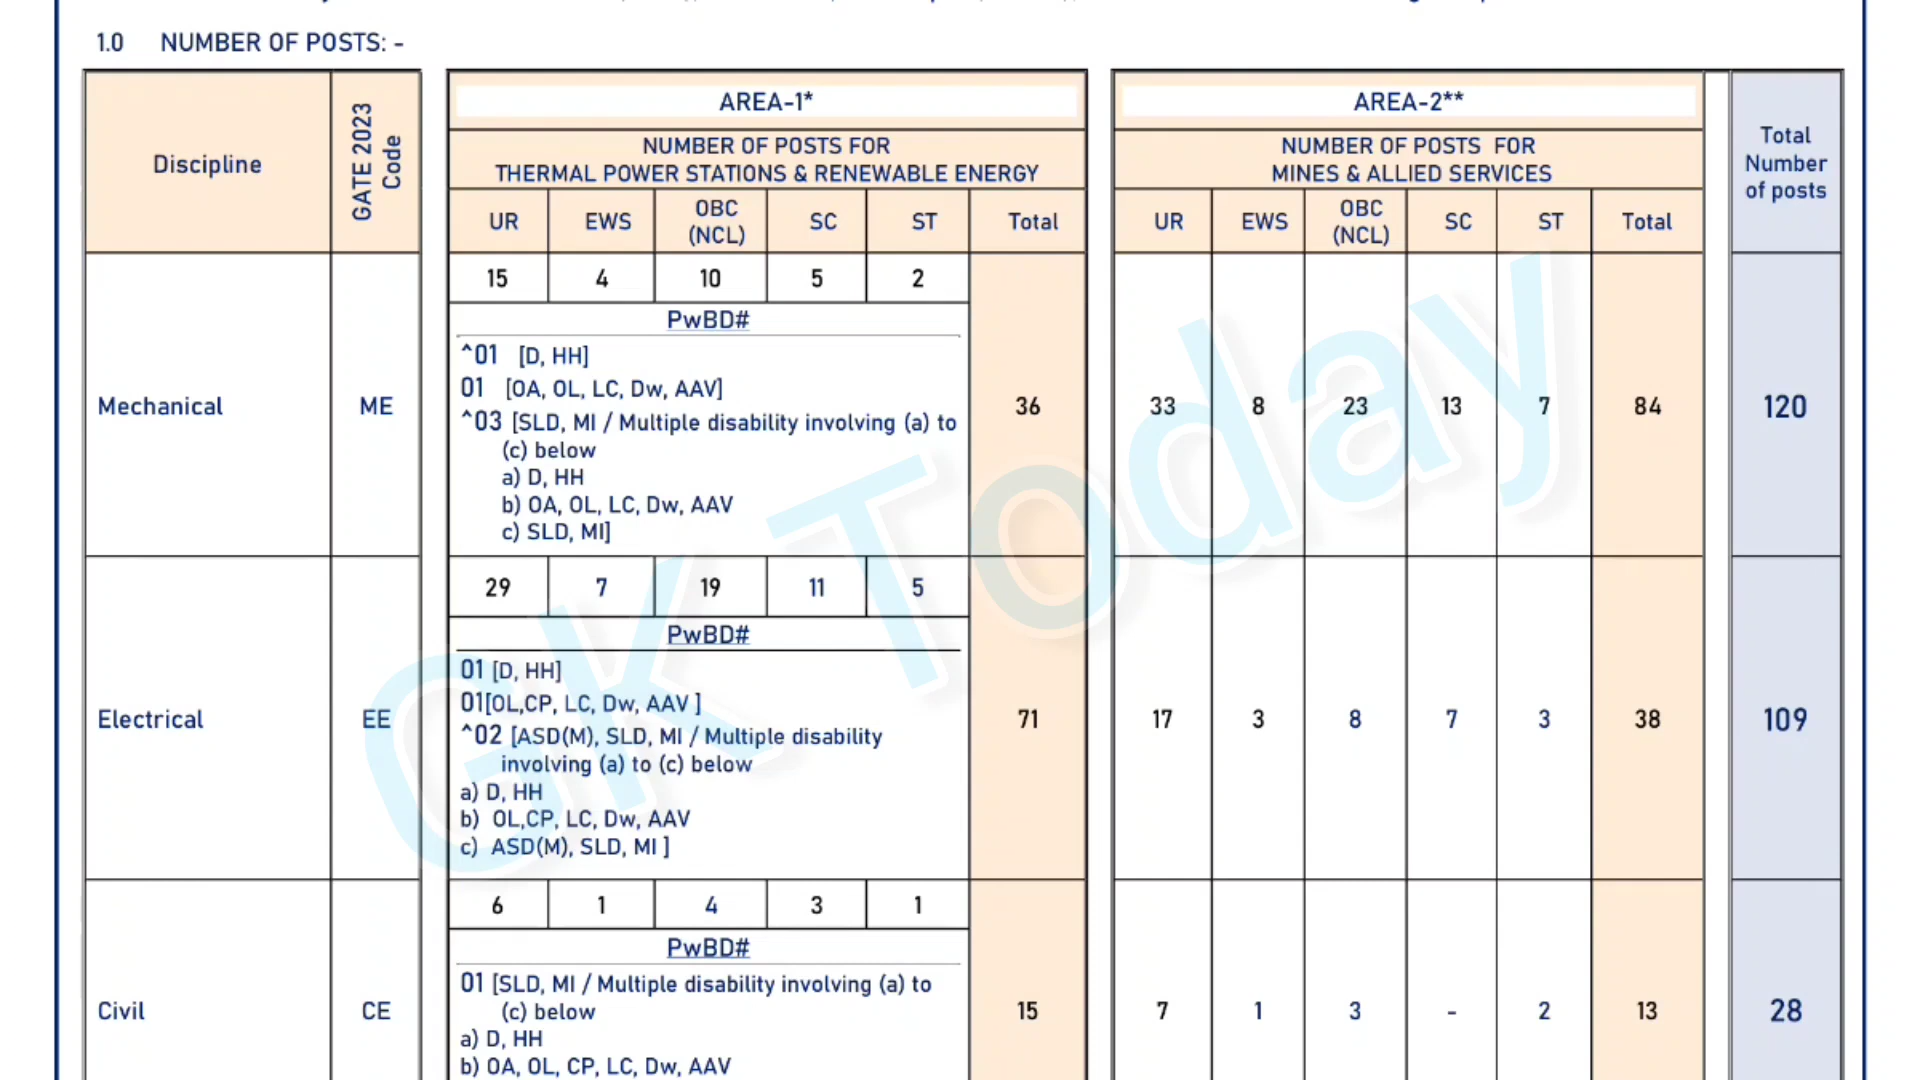 1.0 NUMBER OF POSTS: -
Discipline
GATE 2023 Code
AREA-1*
NUMBER OF POSTS FOR
THERMAL POWER STATIONS & RENEWABLE ENERGY
UR EWS OBC (NCL) SC ST Total
AREA-2**
NUMBER OF POSTS FOR
MINES & ALLIED SERVICES
UR EWS OBC (NCL) SC ST Total
Total
Number
of posts
Mechanical ME
15 4 10 5 2
PwBD#
^01 [D, HH]
01 [OA, OL, LC, Dw, AAV]
^03 [SLD, MI / Multiple disability involving (a) to
(c) below
a) D, HH
b) OA, OL, LC, Dw, AAV
c) SLD, MI]
36
33 8 23 13 7 84
120
Electrical EE
29 7 19 11 5
PwBD#
01 [D, HH]
01[OL,CP, LC, Dw, AAV ]
^02 [ASD(M), SLD, MI / Multiple disability
involving (a) to (c) below
a) D, HH
b) OL,CP, LC, Dw, AAV
c) ASD(M), SLD, MI ]
71
17 3 8 7 3 38
109
Civil CE
6 1 4 3 1
PwBD#
01 [SLD, MI / Multiple disability involving (a) to
(c) below
a) D, HH
b) OA, OL, CP, LC, Dw, AAV
15
7 1 3 - 2 13
28
GK Today